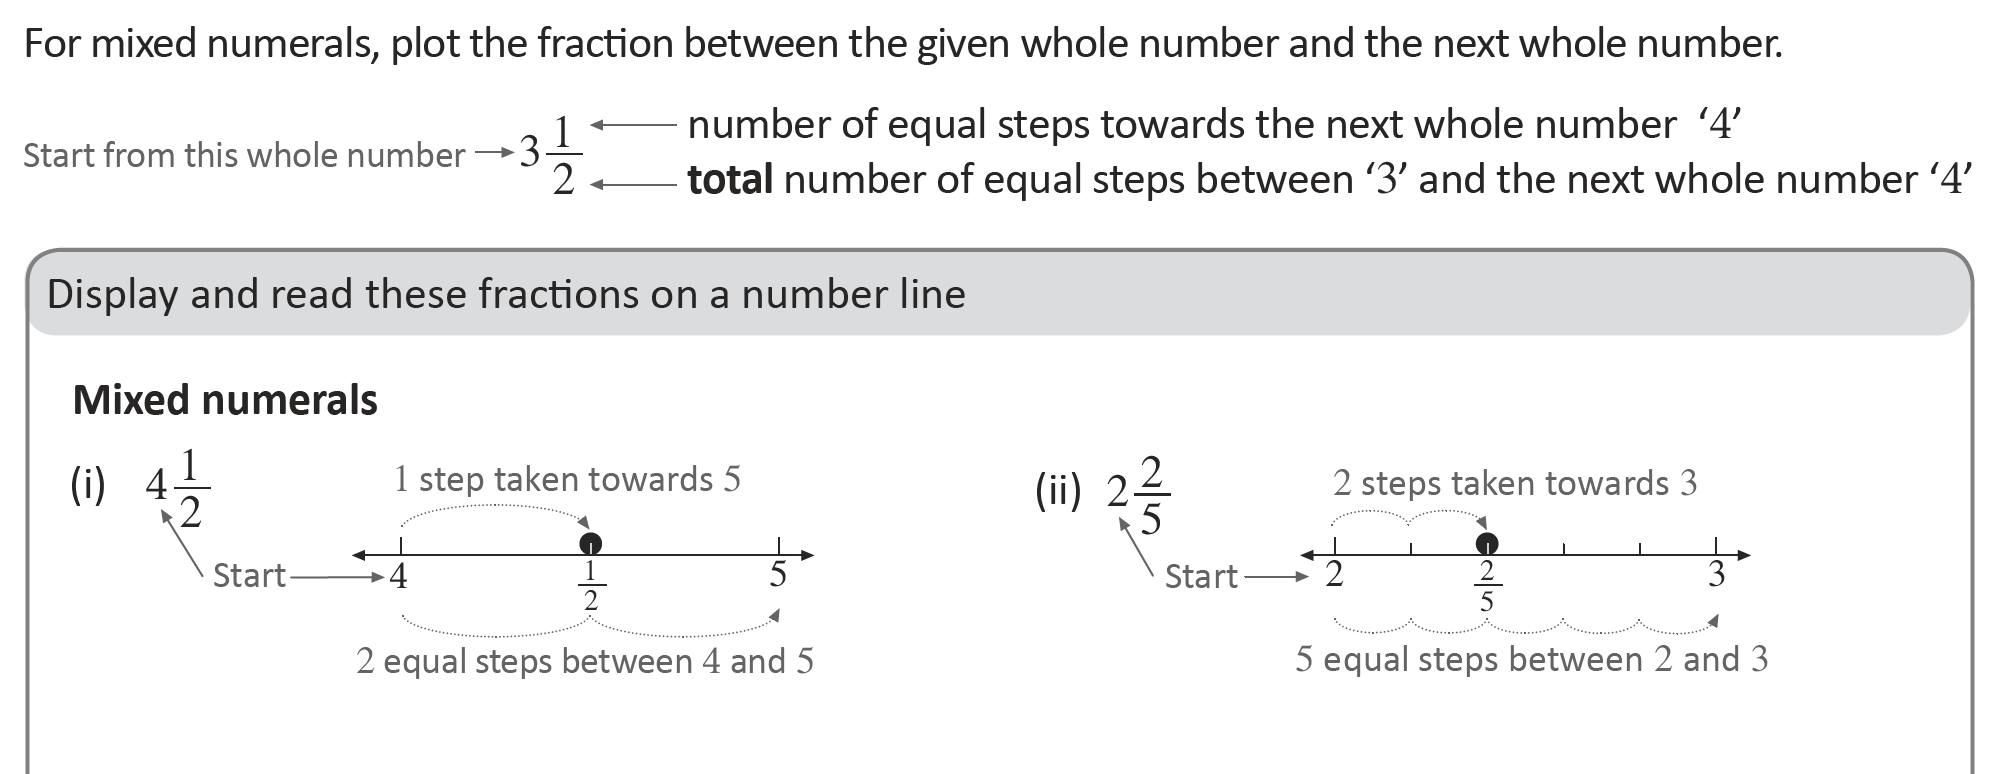 For mixed numerals, plot the fraction between the given whole number and the next whole number.
Start from this whole number 3 1/2 number of equal steps towards the next whole number ‘4’
total number of equal steps between ‘3’ and the next whole number ‘4’
Display and read these fractions on a number line
Mixed numerals
(i) 4 1/2
1 step taken towards 5
Start 4 1/2 5
2 equal steps between 4 and 5
(ii) 2 2/5
2 steps taken towards 3
Start 2 2/5 3
5 equal steps between 2 and 3